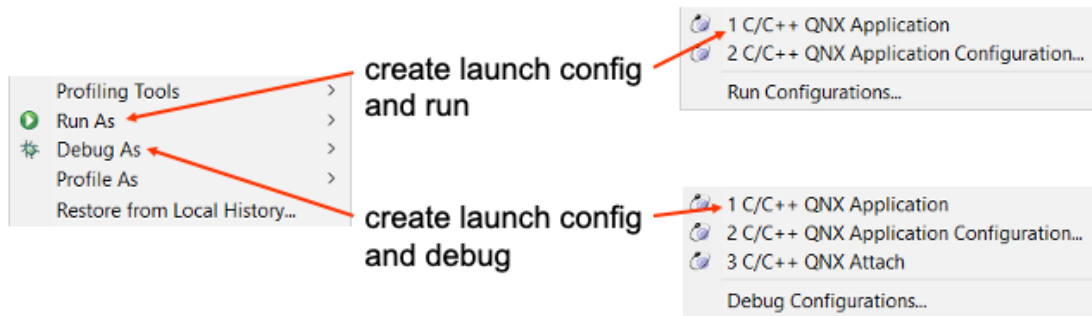 Profiling Tools
Run As
Debug As
Profile As
Restore from Local History...
create launch config
and run
create launch config
and debug
1 C/C++ QNX Application
2 C/C++ QNX Application Configuration...
Run Configurations...
1 C/C++ QNX Application
2 C/C++ QNX Application Configuration...
3 C/C++ QNX Attach
Debug Configurations...